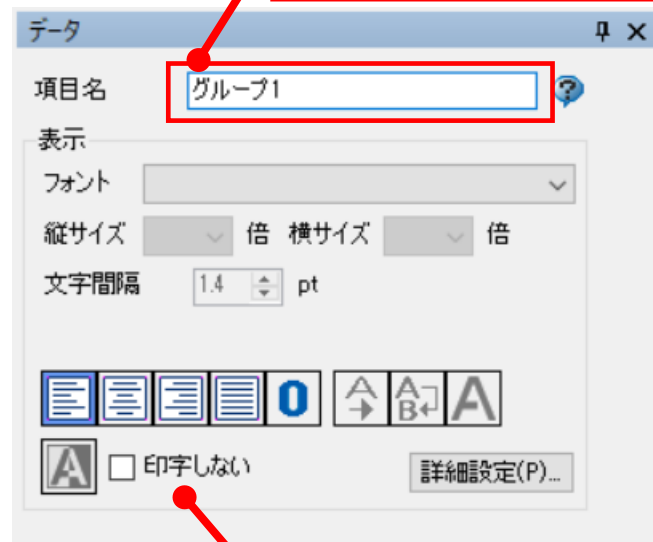 データ
項目名 グループ1
表示
フォント
縦サイズ 倍 横サイズ 倍
文字間隔 1.4 pt
0 A A B A
A 印字しない 詳細設定(P)...